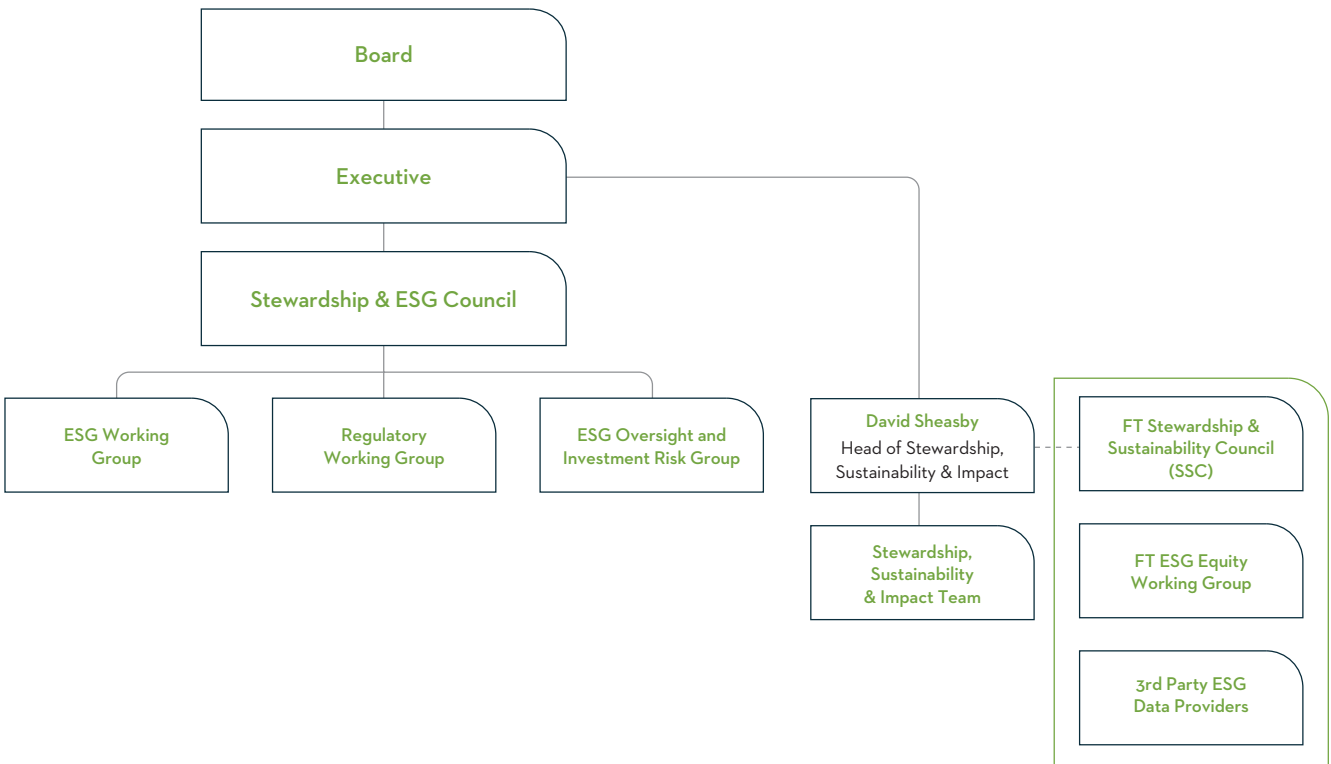 Board
Executive
Stewardship & ESG Council
ESG Working
Group
Regulatory
Working Group
ESG Oversight and
Investment Risk Group
David Sheasby
Head of Stewardship,
Sustainability & Impact
Stewardship,
Sustainability
& Impact Team
FT Stewardship &
Sustainability Council
(SSC)
FT ESG Equity
Working Group
3rd Party ESG
Data Providers